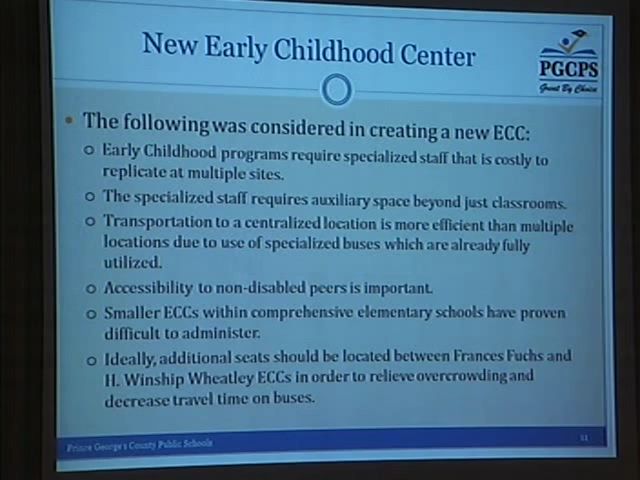 New Early Childhood Center
PGCPS
Great By Choice
The following was considered in creating a new ECC:
Early Childhood programs require specialized staff that is costly to
replicate at multiple sites.
The specialized staff requires auxiliary space beyond just classrooms.
Transportation to a centralized location is more efficient than multiple
locations due to use of specialized buses which are already fully
utilized.
Accessibility to non-disabled peers is important.
Smaller ECCs within comprehensive elementary schools have proven
difficult to administer.
Ideally, additional seats should be located between Frances Fuchs and
H. Winship Wheatley ECCs in order to relieve overcrowding and
decrease travel time on buses.
Prince George's County Public Schools
11